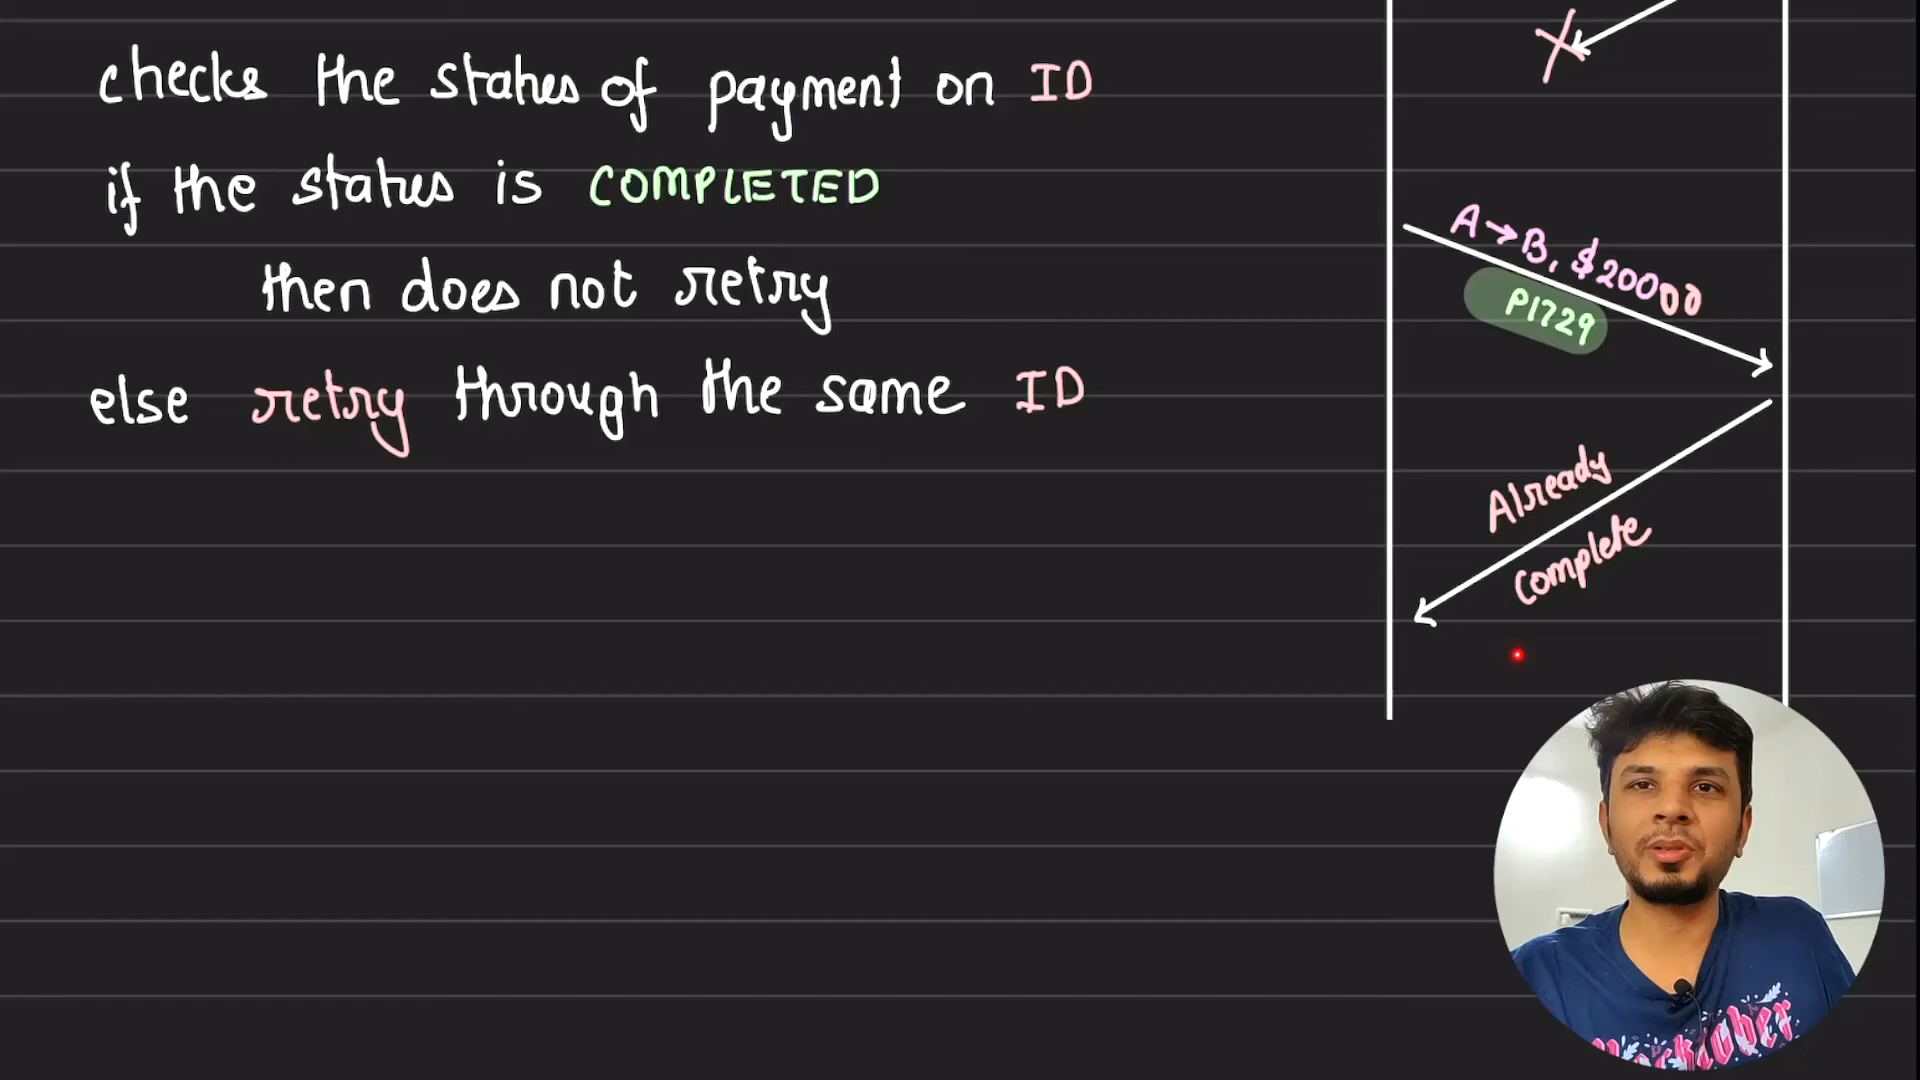 checks the status of payment on ID
if the status is COMPLETED
then does not retry
else retry through the same ID
A→B, $20000
P1729
Already
Complete